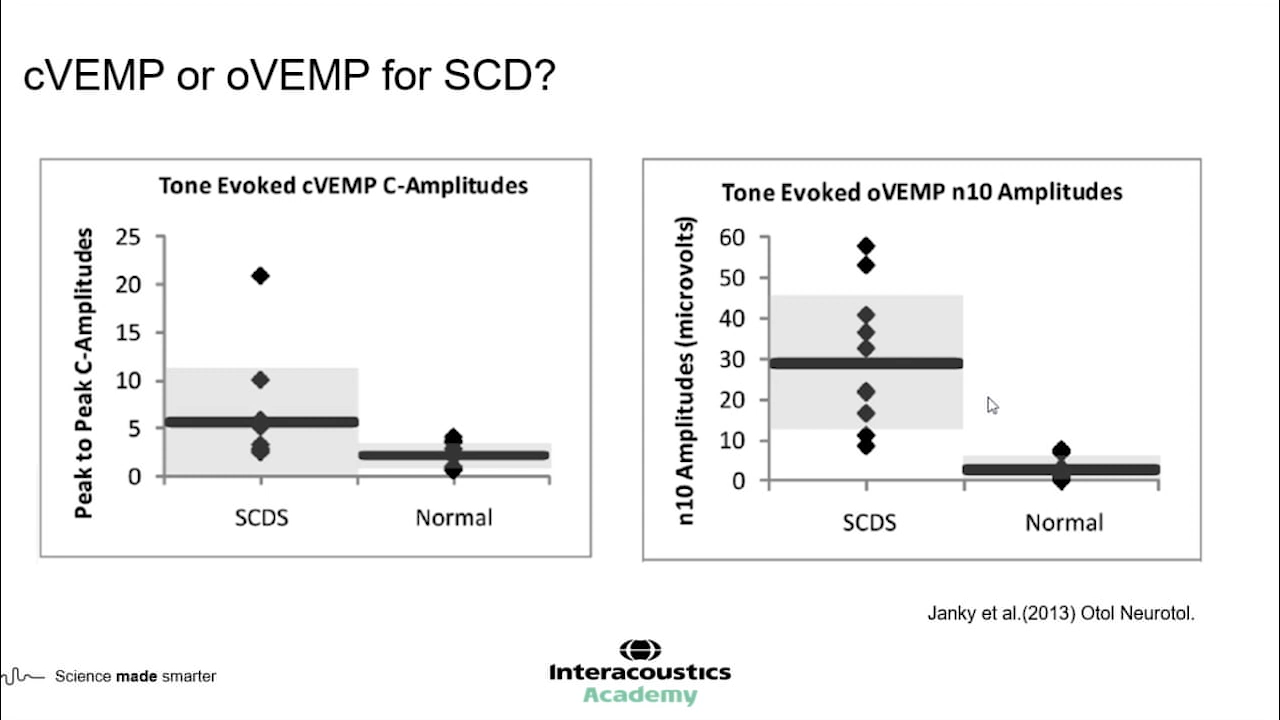 cVEMP or oVEMP for SCD?
Tone Evoked cVEMP C-Amplitudes
Peak to Peak C-Amplitudes
25
20
15
10
5
0
SCDS
Normal
Tone Evoked oVEMP n10 Amplitudes
n10 Amplitudes (microvolts)
60
50
40
30
20
10
0
SCDS
Normal
Janky et al.(2013) Otol Neurotol.
Science made smarter
Interacoustics
Academy